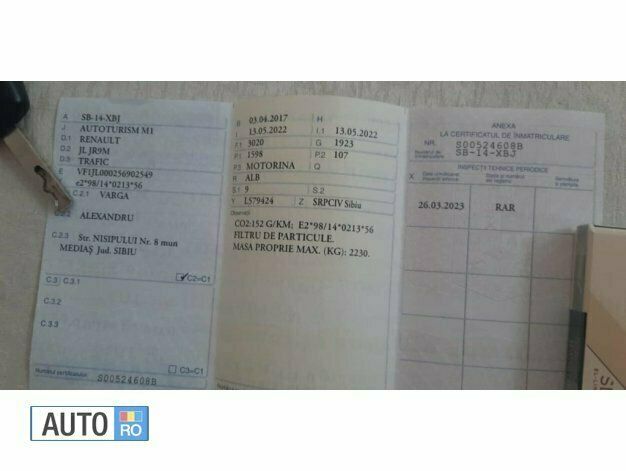 A SB-14-XBJ
J AUTOTURISM M1
D.1 RENAULT
D.2 JL JR9M
D.3 TRAFIC
E VF1JL000256902549
e2*98/14*0213*56
C.2.1 VARGA
ALEXANDRU
C.2.3 Str. NISIPULUI Nr. 8 mun
MEDIAȘ Jud. SIBIU
C2=C1
C.3 C.3.1
C.3.2
C.3.3
C3=C1
Numărul certificatului S00524608B
B 03.04.2017 H
I 13.05.2022 I.1 13.05.2022
F.1 3020 G 1923
P.1 1598 P.2 107
P.3 MOTORINA Q
R ALB
S.1 9 S.2
Y L579424 Z SRPCIV Sibiu
CO2:152 G/KM; E2*98/14*0213*56
FILTRU DE PARTICULE.
MASA PROPRIE MAX. (KG): 2230.
ANEXA
LA CERTIFICATUL DE ÎNMATRICULARE
NR. S00524608B
SB-14-XBJ
INSPECȚII TEHNICE PERIODICE
X
26.03.2023 RAR
AUTO RO